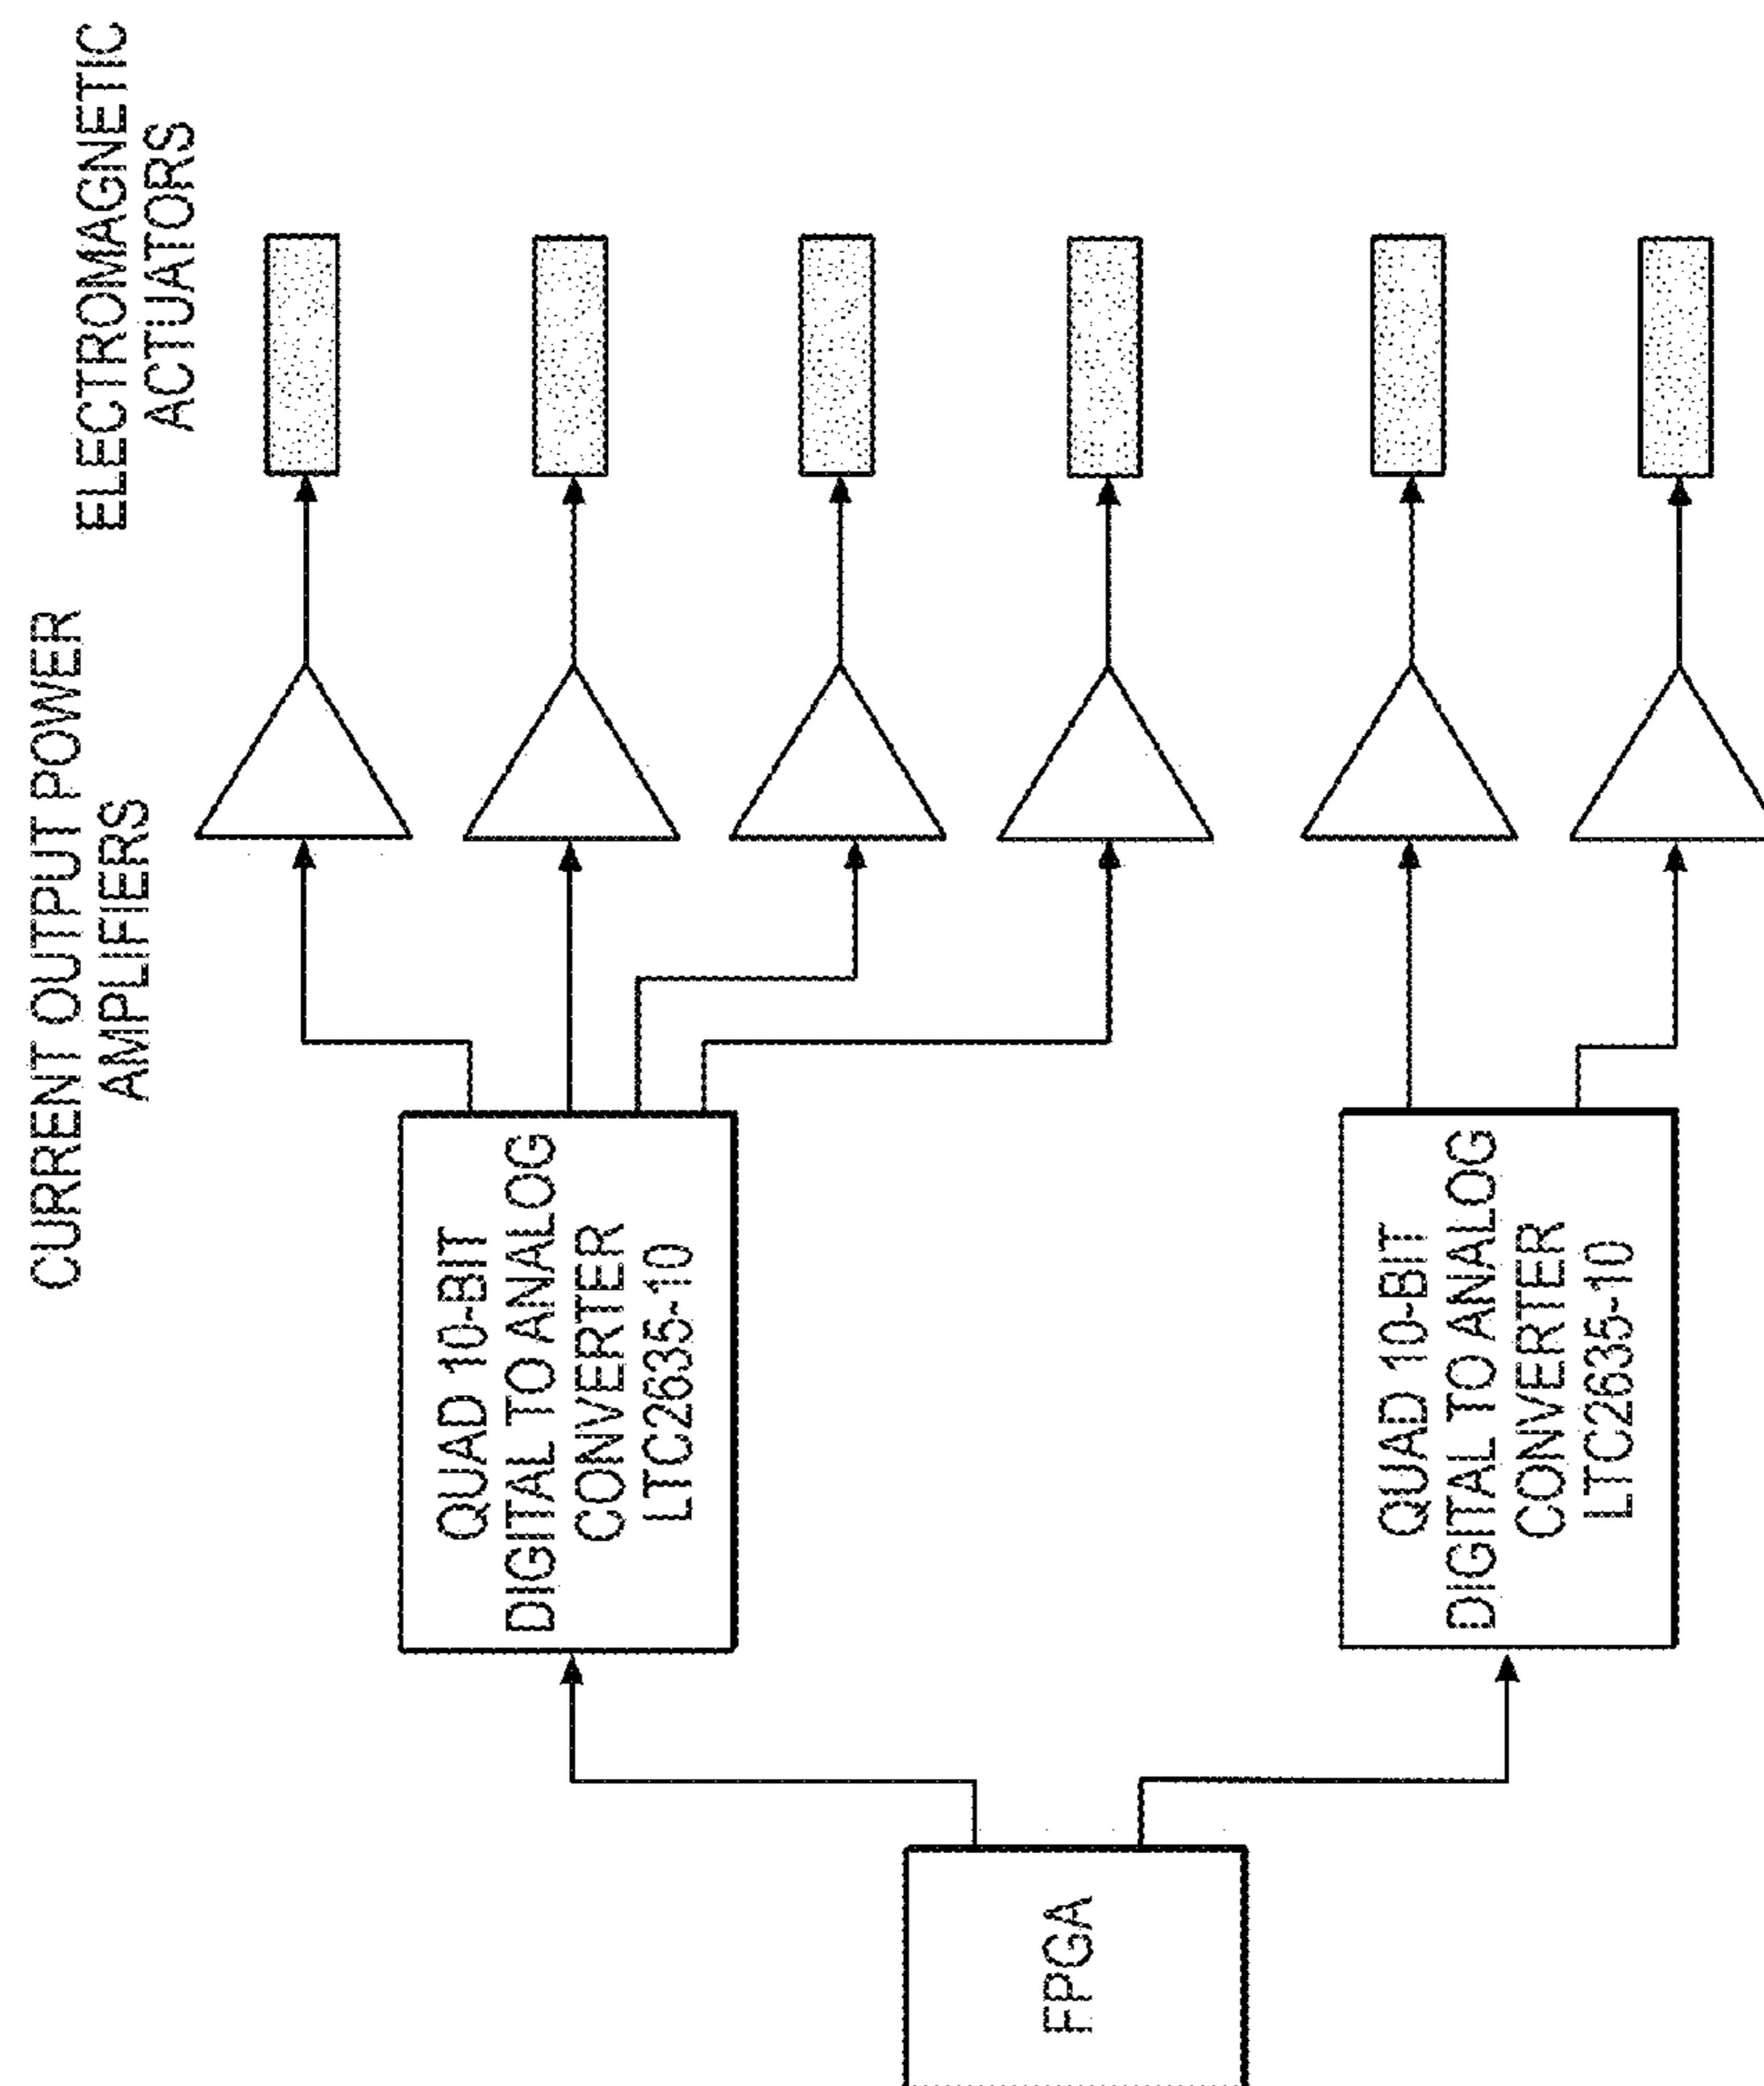 CURRENT OUTPUT POWER
AMPLIFIERS
ELECTROMAGNETIC
ACTUATORS
QUAD 10-BIT
DIGITAL TO ANALOG
CONVERTER
LTC2635-10
QUAD 10-BIT
DIGITAL TO ANALOG
CONVERTER
LTC2635-10
FPGA